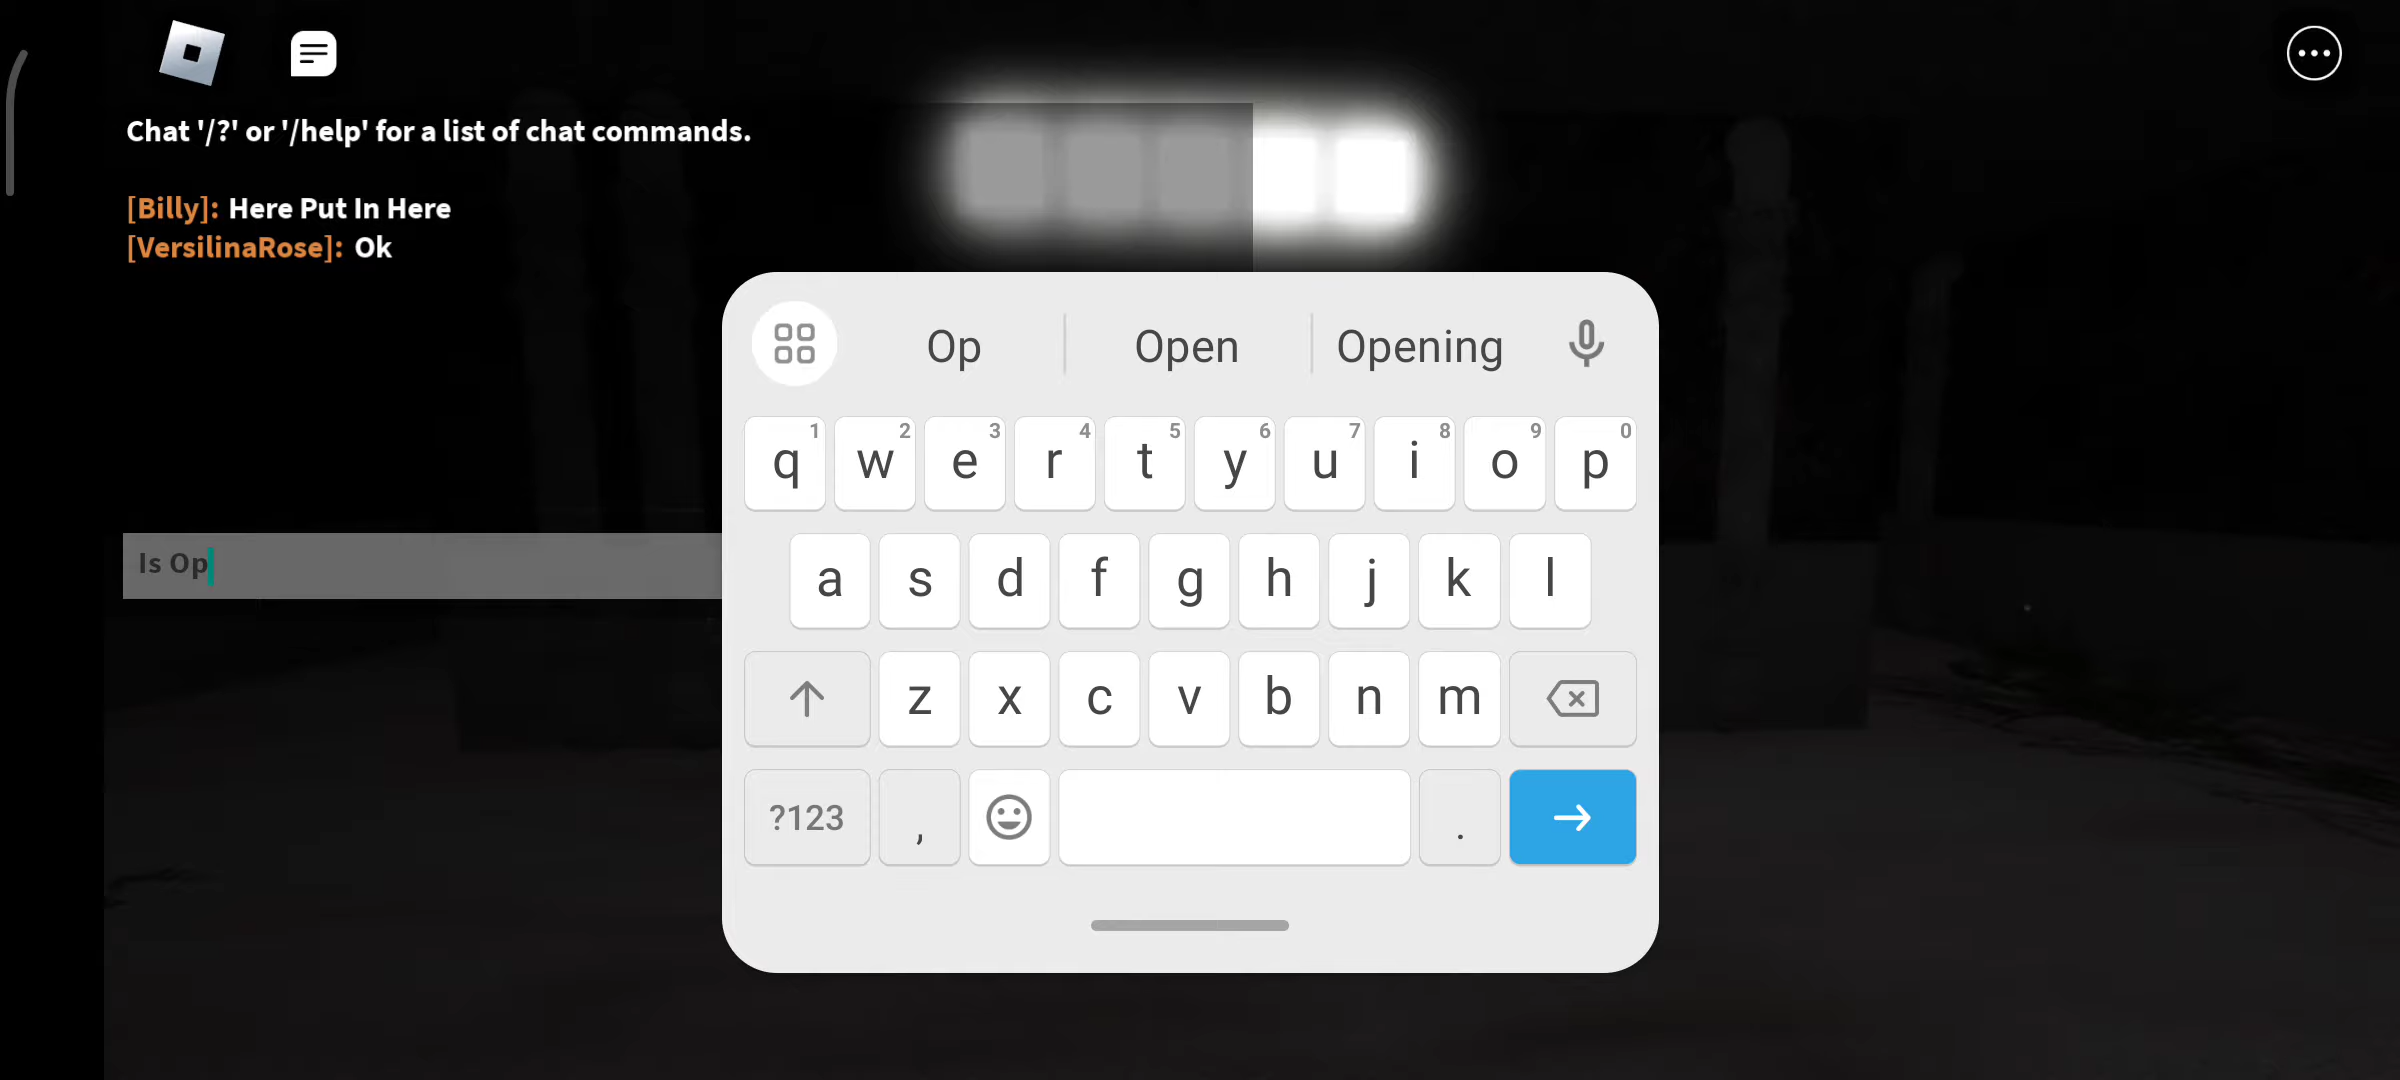 Chat '/?' or '/help' for a list of chat commands.
[Billy]: Here Put In Here
[VersilinaRose]: Ok
Op Open Opening
q 1 w 2 e 3 r 4 t 5 y 6 u 7 i 8 o 9 p 0
Is Op
a s d f g h j k l
z x c v b n m
?123 , .